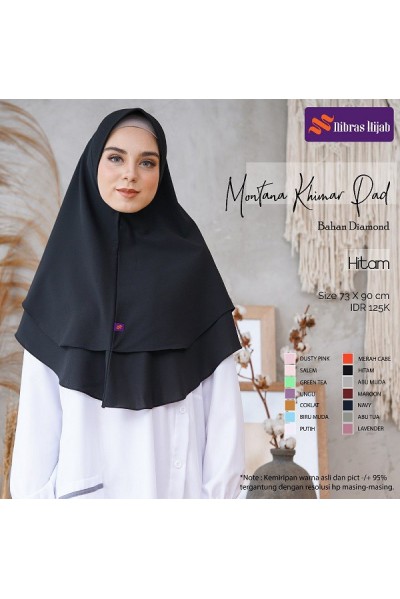 Nibras Hijab
Montana Khimar Pad
Bahan Diamond
Hitam
Size 73 X 90 cm
IDR 125K
DUSTY PINK
SALEM
GREEN TEA
UNGU
COKLAT
BIRU MUDA
PUTIH
MERAH CABE
HITAM
ABU MUDA
MAROON
NAVY
ABU TUA
LAVENDER
*Note : Kemiripan warna asli dan pict -/+ 95%
tergantung dengan resolusi hp masing-masing.